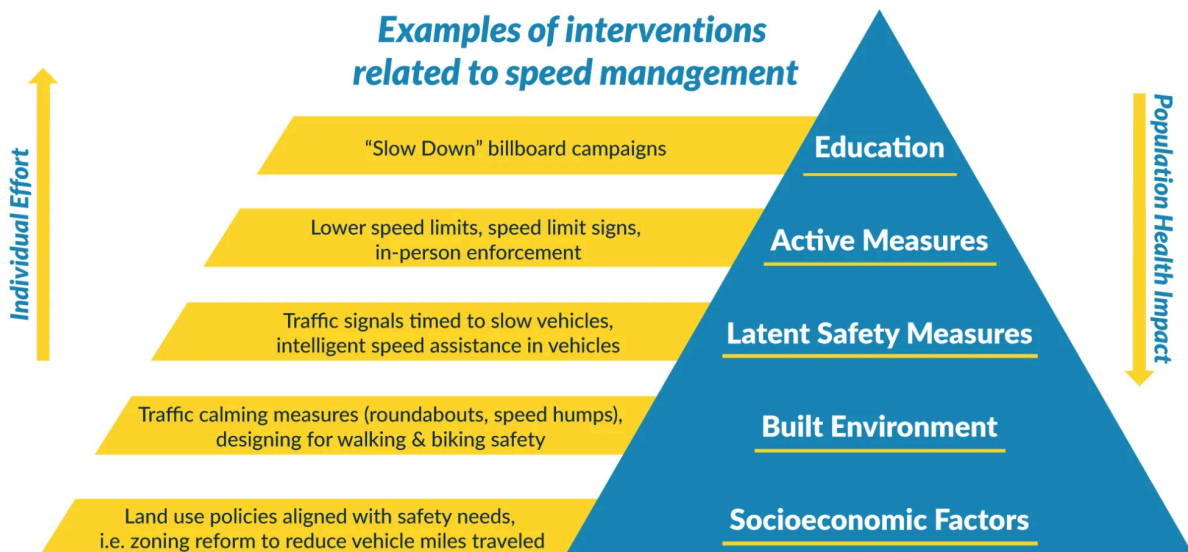 Examples of interventions
related to speed management
Individual Effort
Population Health Impact
“Slow Down” billboard campaigns
Education
Lower speed limits, speed limit signs,
in-person enforcement
Active Measures
Traffic signals timed to slow vehicles,
intelligent speed assistance in vehicles
Latent Safety Measures
Traffic calming measures (roundabouts, speed humps),
designing for walking & biking safety
Built Environment
Land use policies aligned with safety needs,
i.e. zoning reform to reduce vehicle miles traveled
Socioeconomic Factors